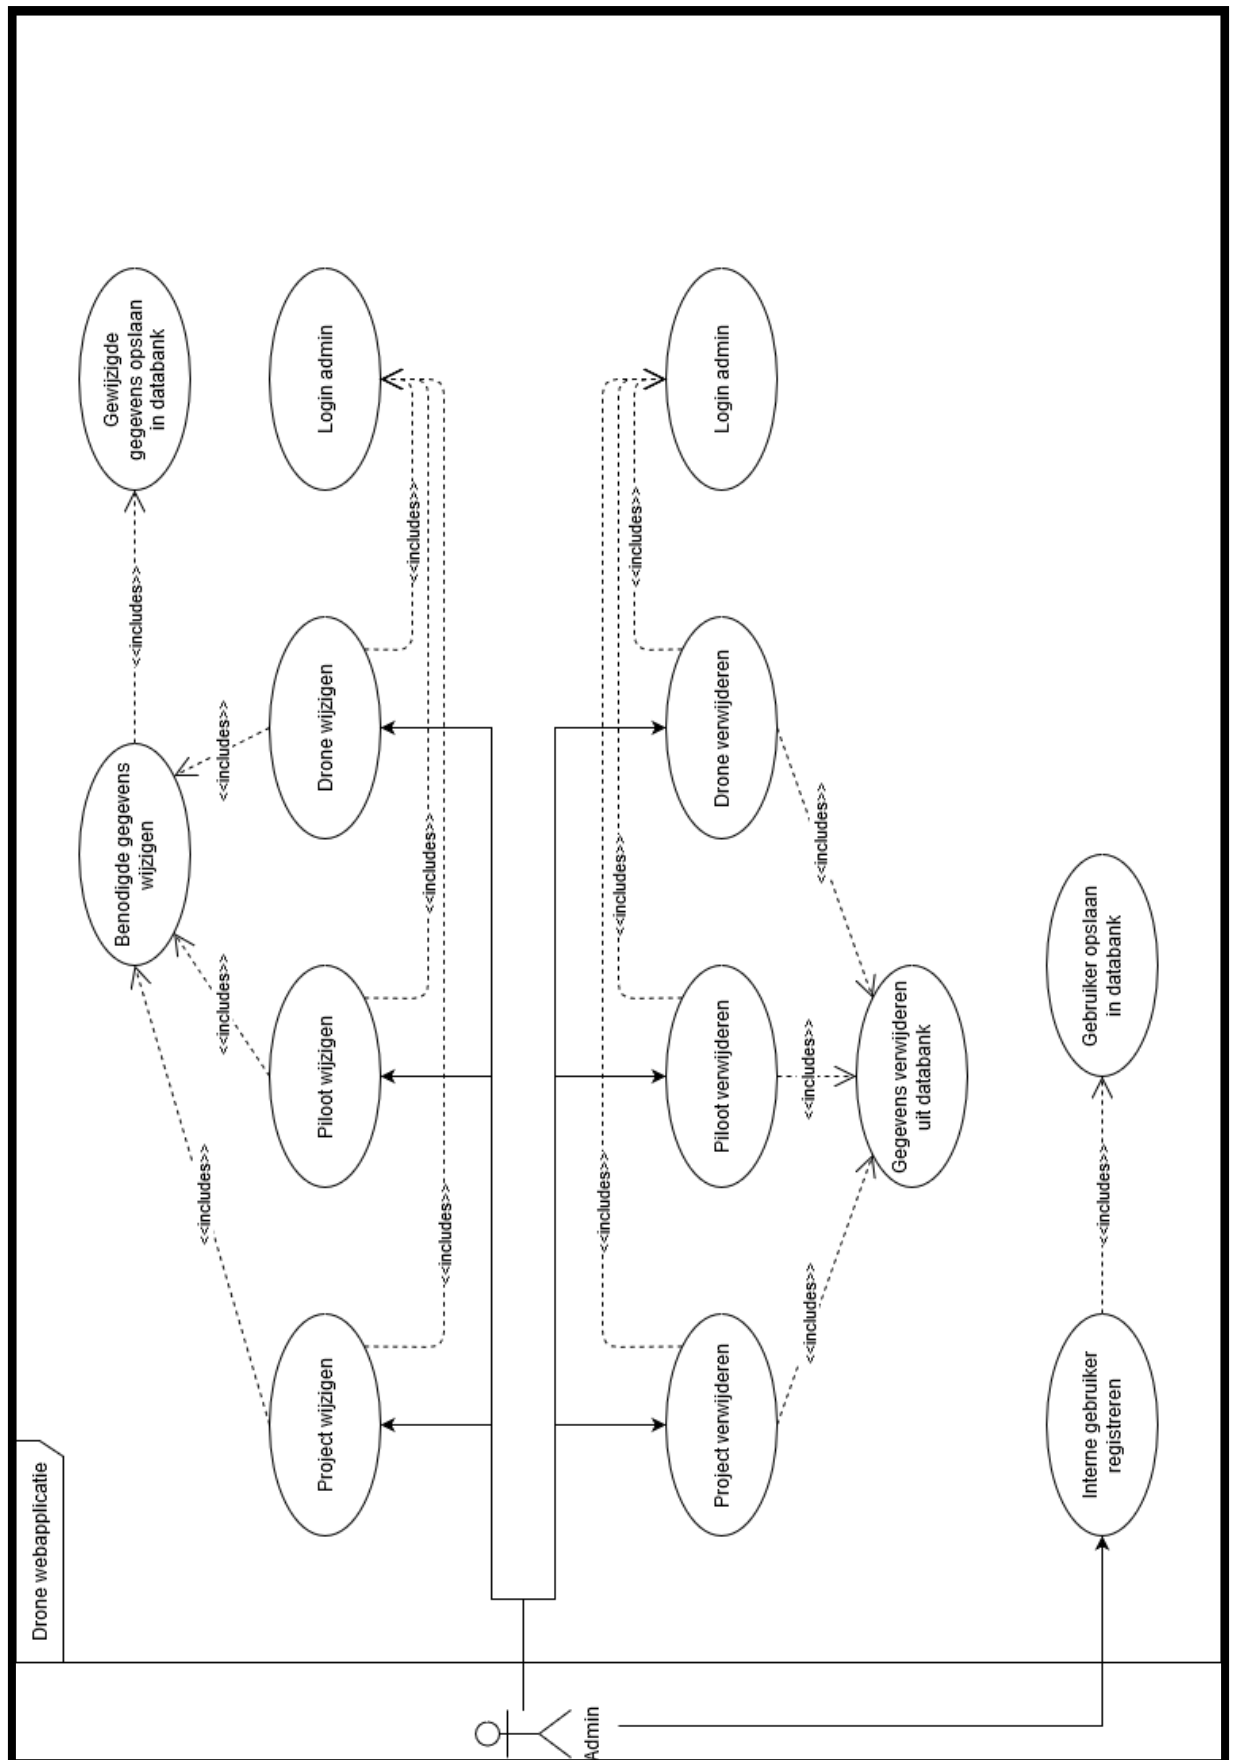 Drone webapplicatie
Admin
Project wijzigen
Piloot wijzigen
Drone wijzigen
Login admin
Benodigde gegevens
wijzigen
Gewijzigde
gegevens opslaan
in databank
<<includes>>
<<includes>>
<<includes>>
<<includes>>
<<includes>>
<<includes>>
<<includes>>
Project verwijderen
Piloot verwijderen
Drone verwijderen
Login admin
<<includes>>
<<includes>>
<<includes>>
<<includes>>
<<includes>>
<<includes>>
Gegevens verwijderen
uit databank
Interne gebruiker
registreren
<<includes>>
Gebruiker opslaan
in databank